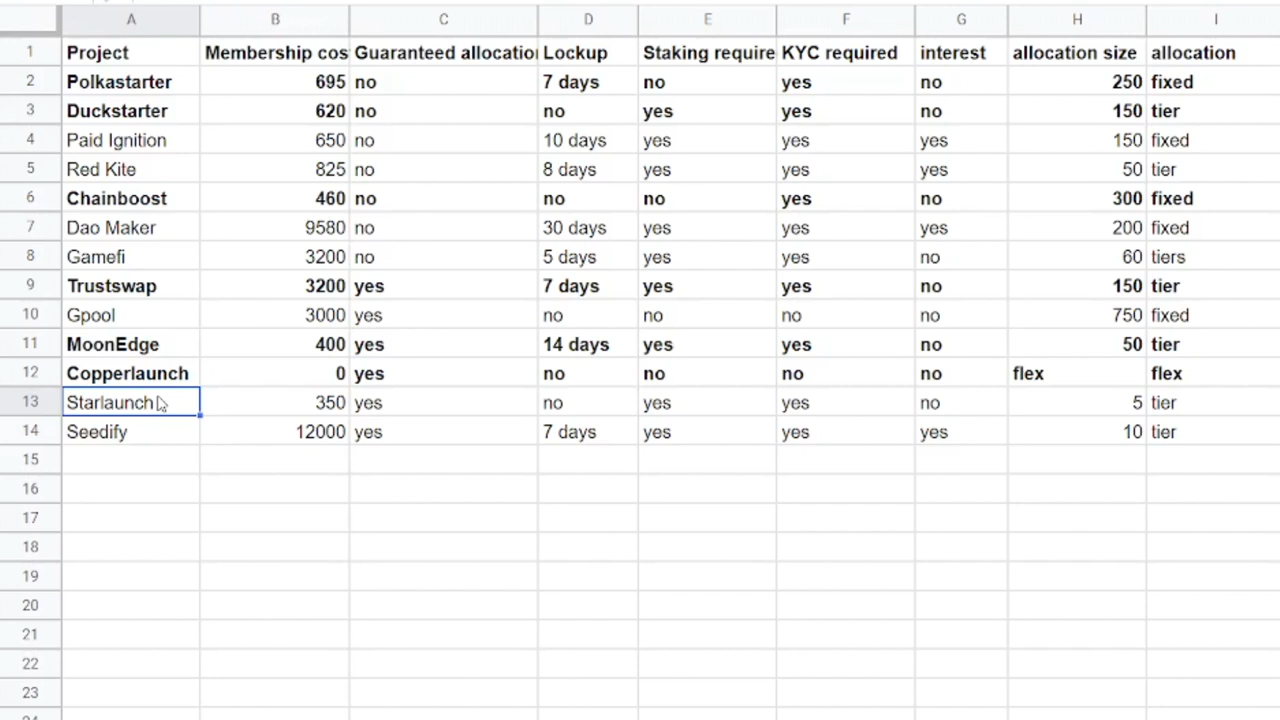 A B C D E F G H I
1 Project Membership cos Guaranteed allocation Lockup Staking require KYC required interest allocation size allocation
2 Polkastarter 695 no 7 days no yes no 250 fixed
3 Duckstarter 620 no no yes yes no 150 tier
4 Paid Ignition 650 no 10 days yes yes yes 150 fixed
5 Red Kite 825 no 8 days yes yes yes 50 tier
6 Chainboost 460 no no no yes no 300 fixed
7 Dao Maker 9580 no 30 days yes yes yes 200 fixed
8 Gamefi 3200 no 5 days yes yes no 60 tiers
9 Trustswap 3200 yes 7 days yes yes no 150 tier
10 Gpool 3000 yes no no no no 750 fixed
11 MoonEdge 400 yes 14 days yes yes no 50 tier
12 Copperlaunch 0 yes no no no no flex flex
13 Starlaunch 350 yes no yes yes no 5 tier
14 Seedify 12000 yes 7 days yes yes yes 10 tier
15
16
17
18
19
20
21
22
23